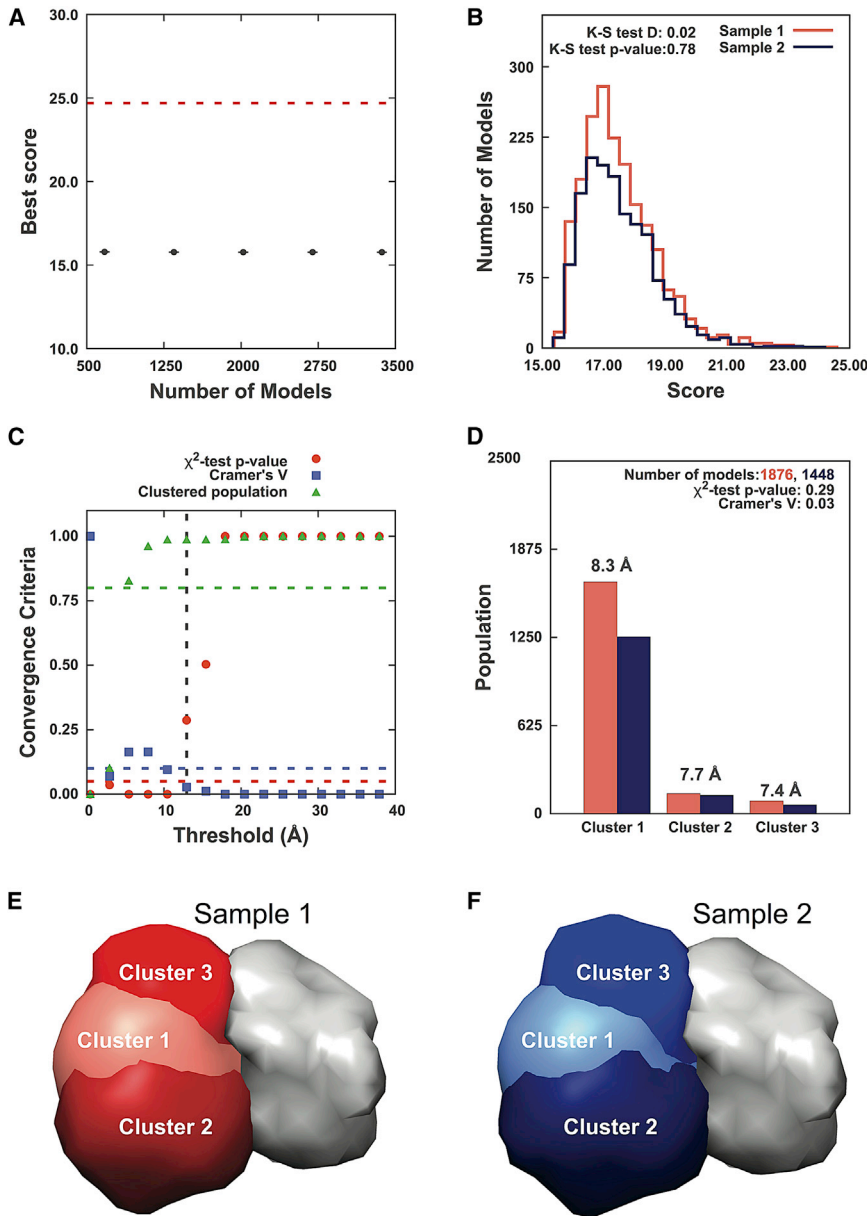 A
30.0
25.0
20.0
15.0
10.0
Best score
500
1250
2000
2750
3500
Number of Models
B
K-S test D: 0.02
K-S test p-value:0.78
Sample 1
Sample 2
300
225
150
75
0
Number of Models
15.00
17.00
19.00
21.00
23.00
25.00
Score
C
χ²-test p-value
Cramer's V
Clustered population
1.00
0.75
0.50
0.25
0.00
Convergence Criteria
0
10
20
30
40
Threshold (Å)
D
2500
1875
1250
625
0
Population
Number of models:1876, 1448
χ²-test p-value: 0.29
Cramer's V: 0.03
8.3 Å
7.7 Å
7.4 Å
Cluster 1
Cluster 2
Cluster 3
E
Sample 1
Cluster 3
Cluster 1
Cluster 2
F
Sample 2
Cluster 3
Cluster 1
Cluster 2